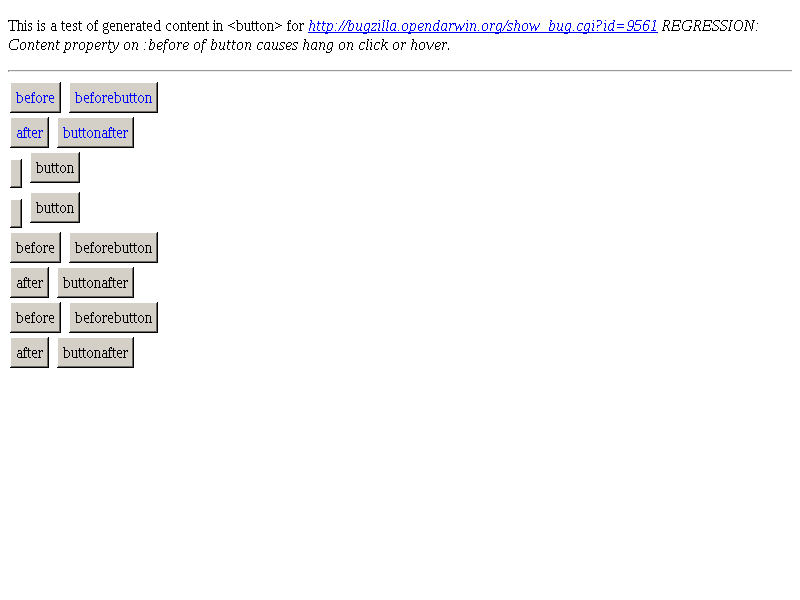 This is a test of generated content in <button> for http://bugzilla.opendarwin.org/show_bug.cgi?id=9561 REGRESSION:
Content property on :before of button causes hang on click or hover.
before beforebutton
after buttonafter
button
button
before beforebutton
after buttonafter
before beforebutton
after buttonafter